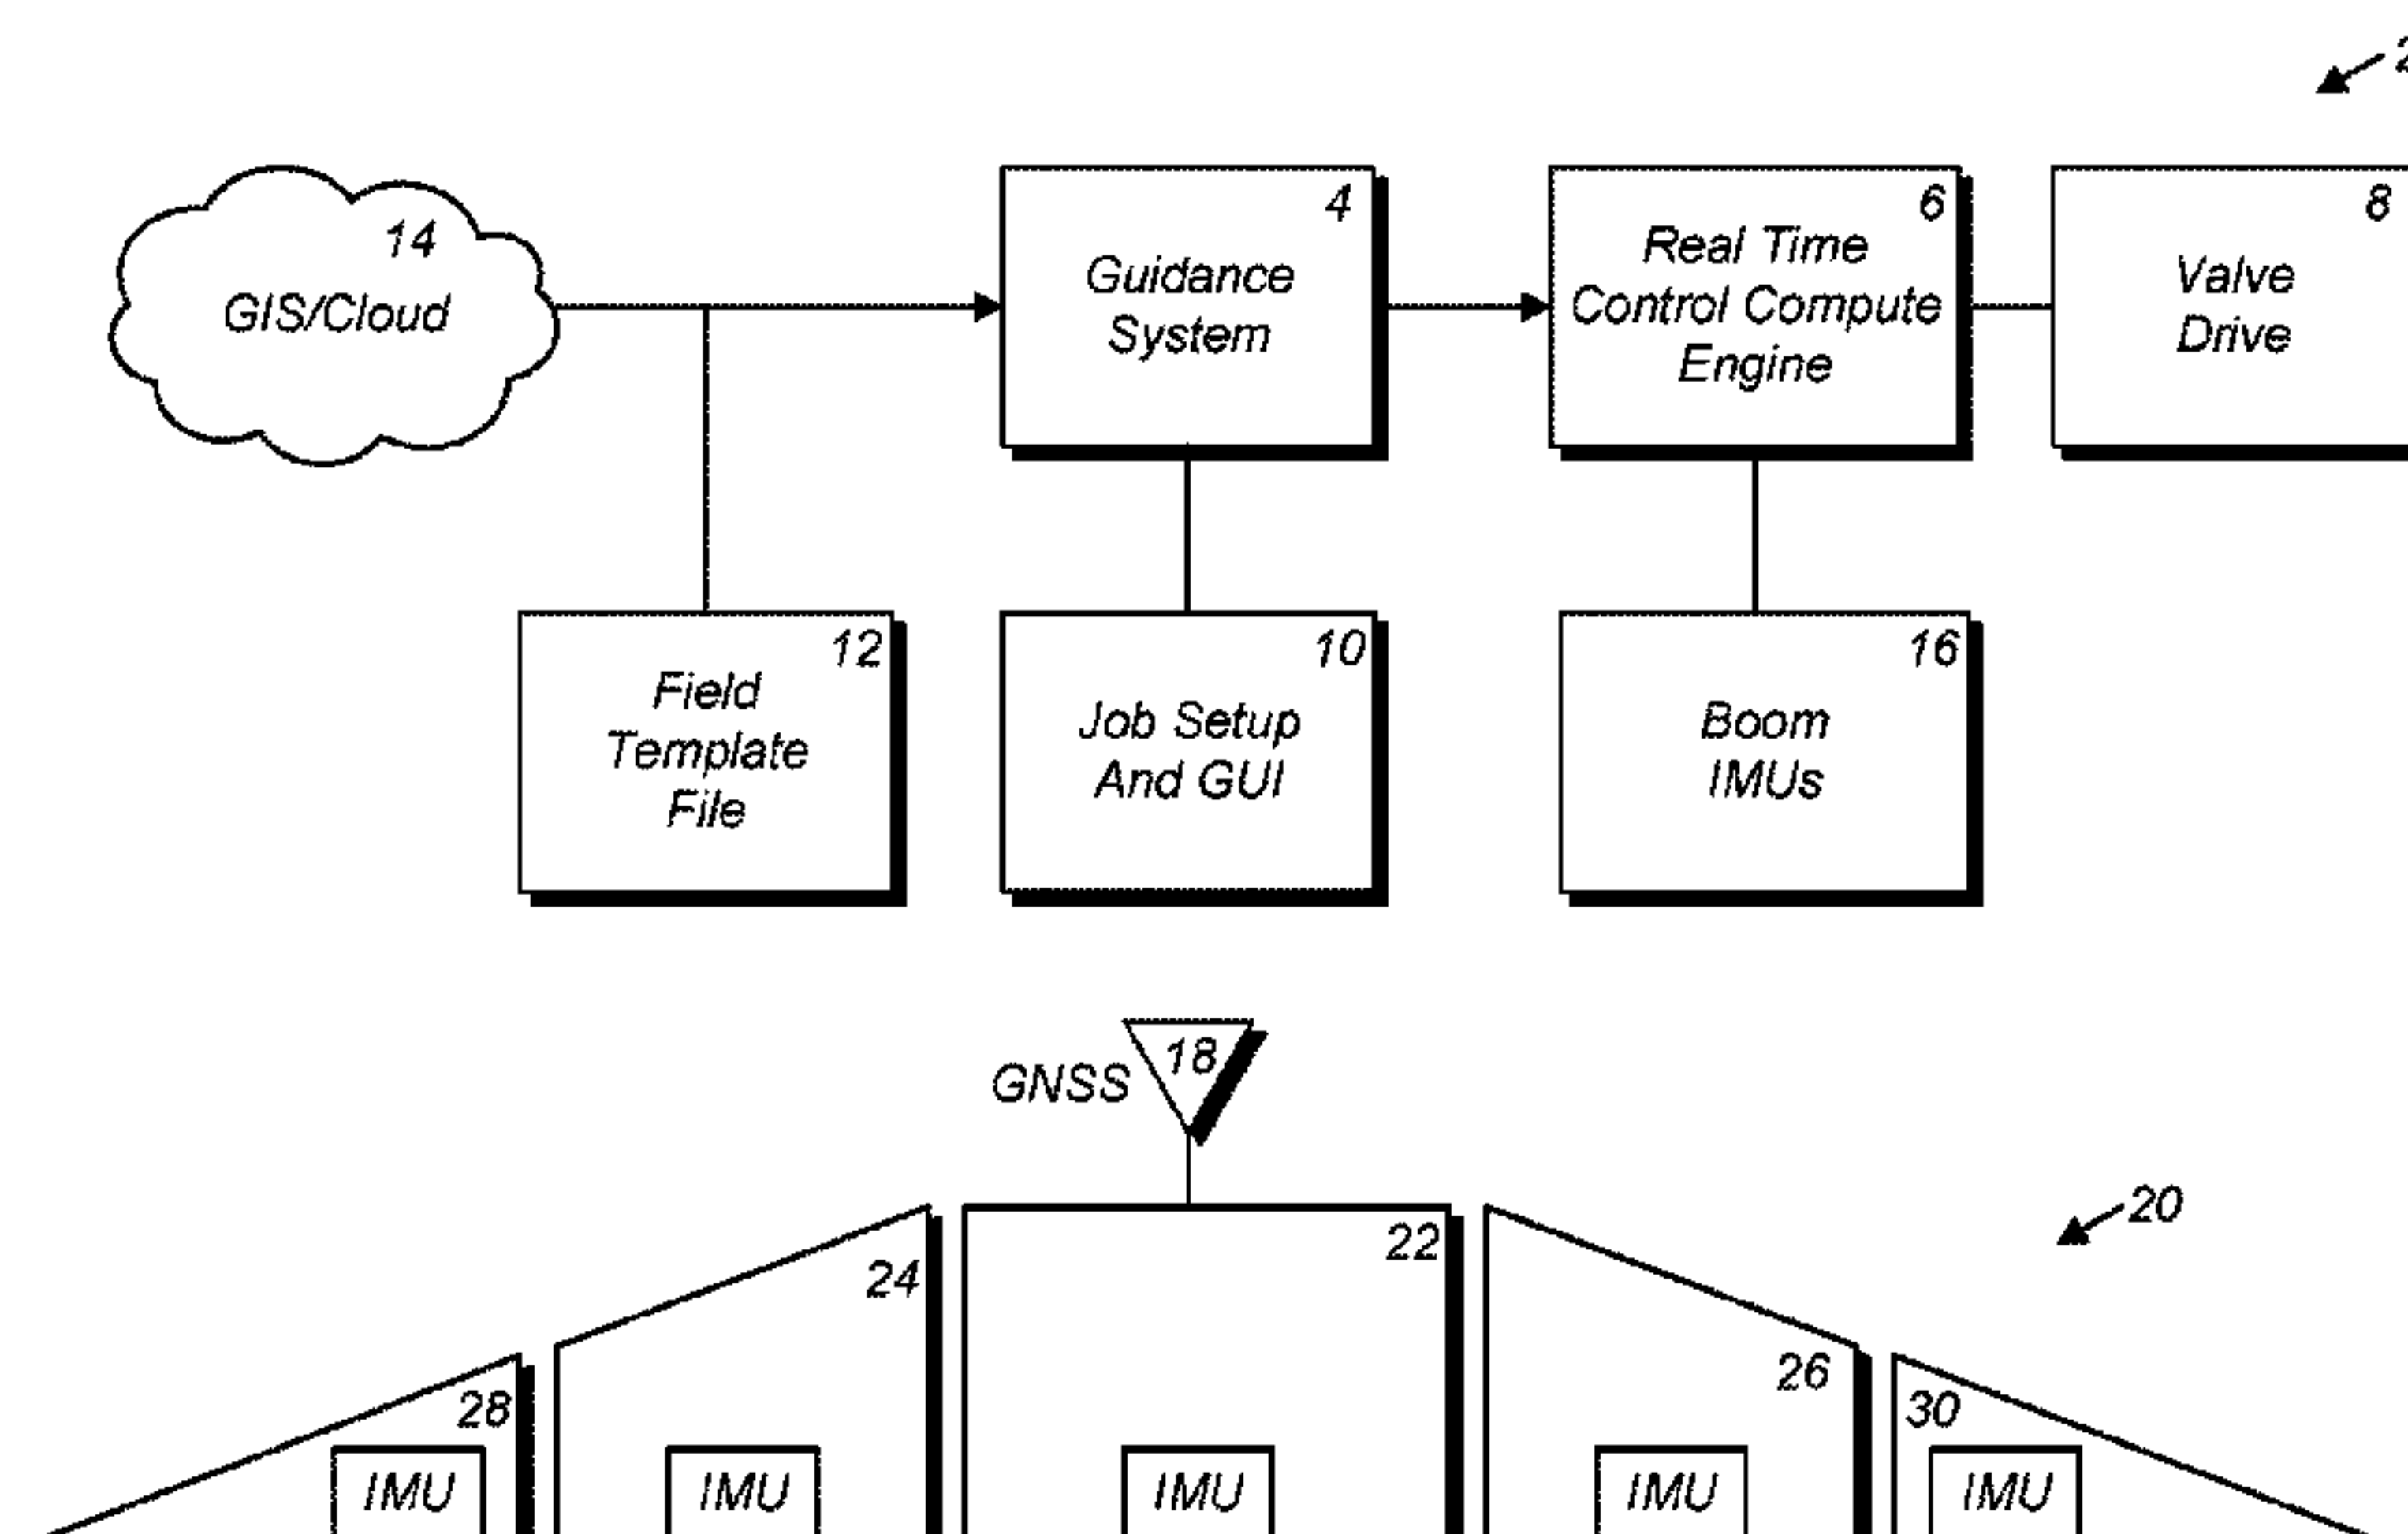 2
14
GIS/Cloud
4
Guidance
System
6
Real Time
Control Compute
Engine
8
Valve
Drive
12
Field
Template
File
10
Job Setup
And GUI
16
Boom
IMUs
GNSS
18
20
22
24
26
28
30
IMU
IMU
IMU
IMU
IMU